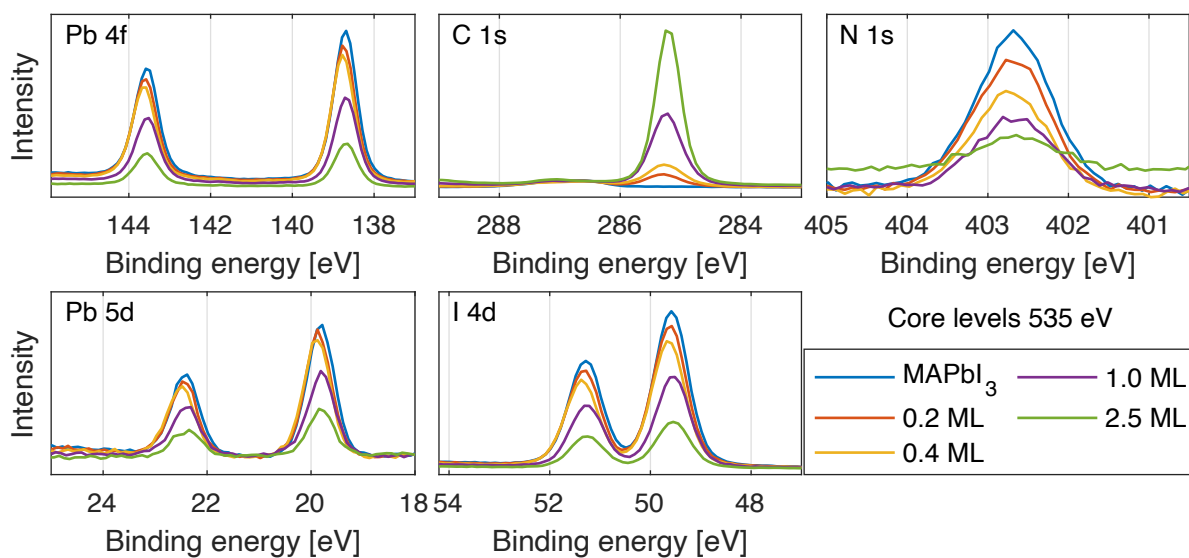 Pb 4f
C 1s
N 1s
Intensity
144 142 140 138
288 286 284
405 404 403 402 401
Binding energy [eV]
Binding energy [eV]
Binding energy [eV]
Pb 5d
I 4d
Core levels 535 eV
Intensity
MAPbI₃
1.0 ML
0.2 ML
2.5 ML
0.4 ML
24 22 20 18
54 52 50 48
Binding energy [eV]
Binding energy [eV]